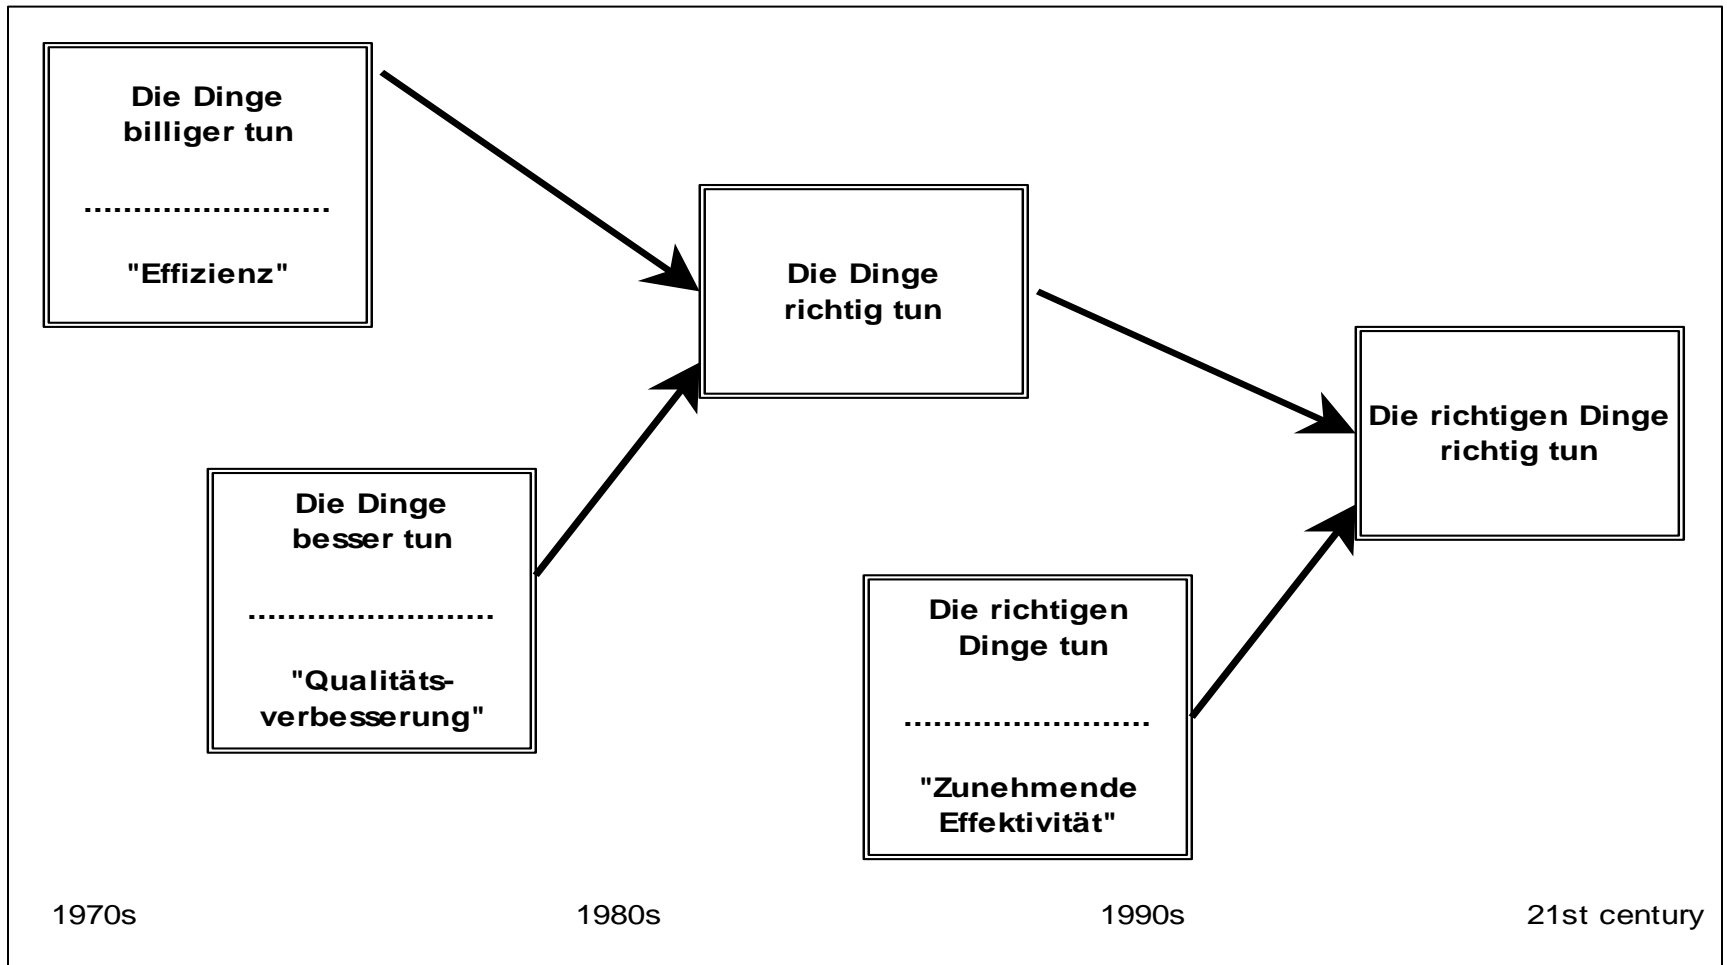 Die Dinge
billiger tun
.........................
"Effizienz"
Die Dinge
besser tun
.........................
"Qualitäts-
verbesserung"
Die Dinge
richtig tun
Die richtigen
Dinge tun
.........................
"Zunehmende
Effektivität"
Die richtigen Dinge
richtig tun
1970s
1980s
1990s
21st century